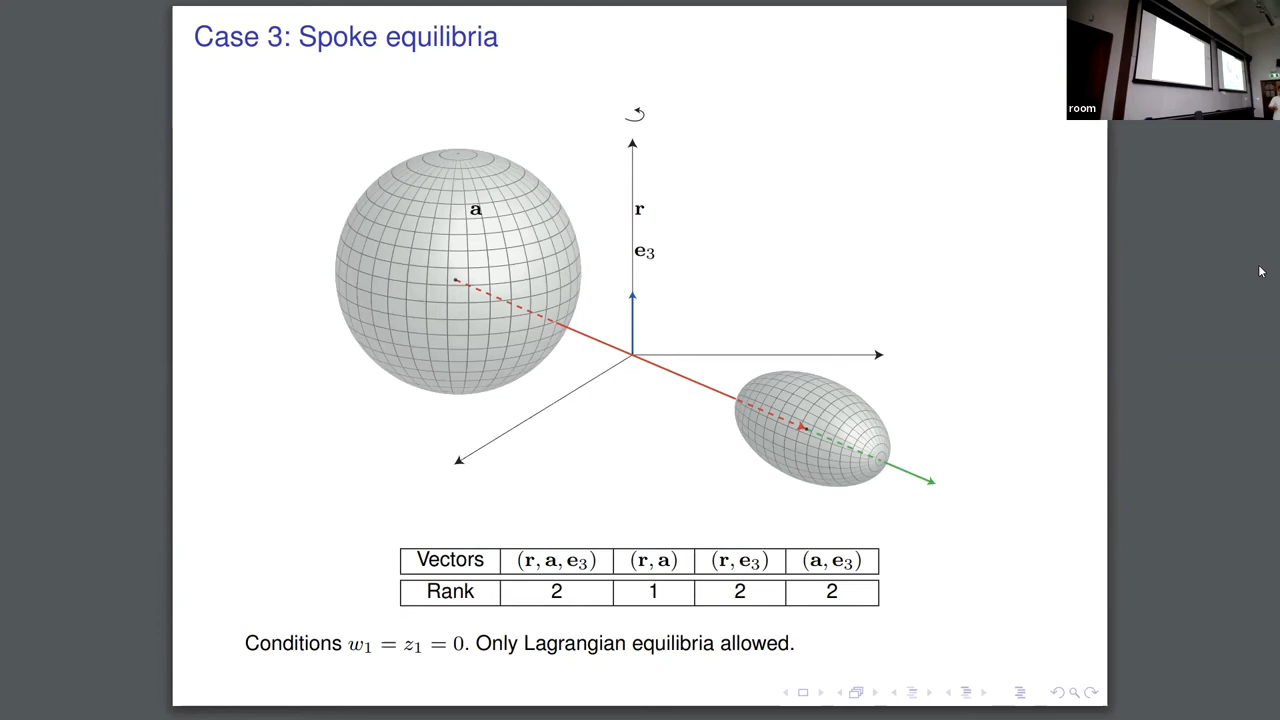 Case 3: Spoke equilibria
room
a
r
e₃
Vectors (r, a, e₃) (r, a) (r, e₃) (a, e₃)
Rank 2 1 2 2
Conditions w₁ = z₁ = 0. Only Lagrangian equilibria allowed.